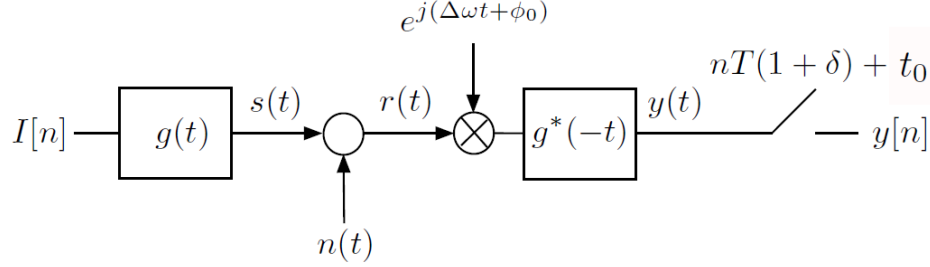 e^{j(Δωt+ϕ_0)}
nT(1 + δ) + t_0
I[n] g(t) s(t) r(t) g*(−t) y(t) y[n]
n(t)